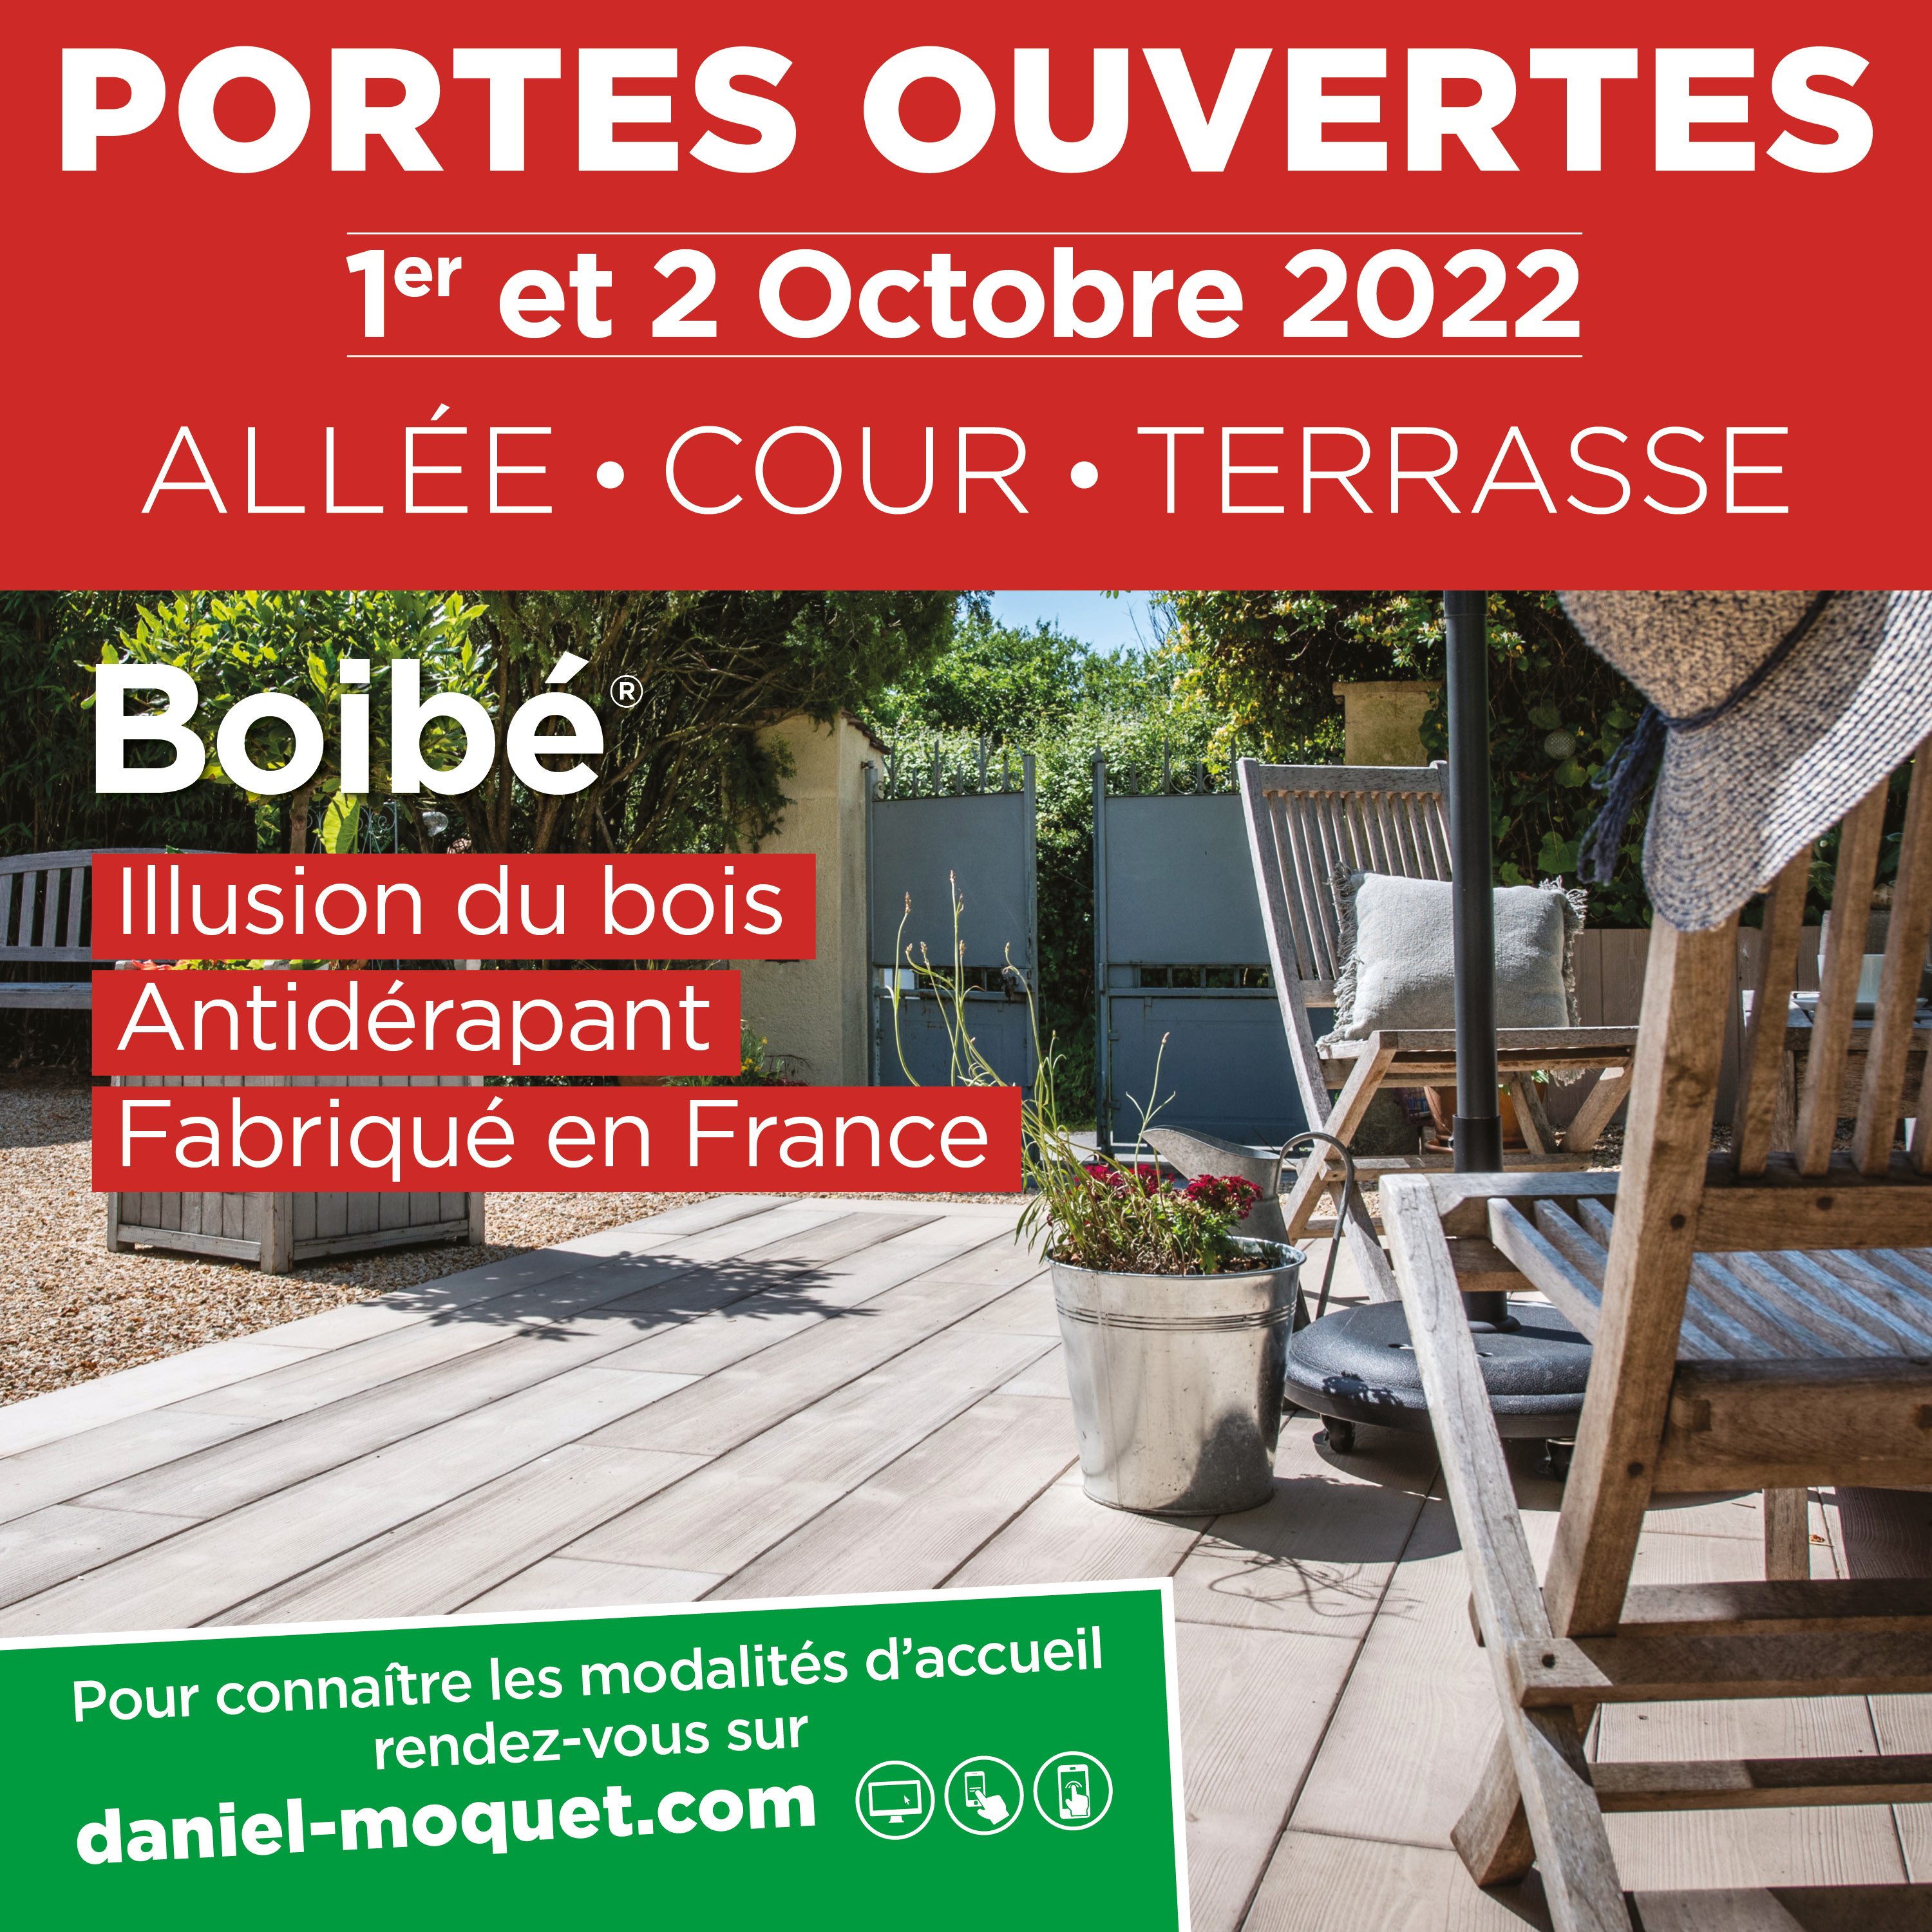 PORTES OUVERTES
1er et 2 Octobre 2022
ALLÉE • COUR • TERRASSE
Boibé®
Illusion du bois
Antidérapant
Fabriqué en France
Pour connaître les modalités d’accueil
rendez-vous sur
daniel-moquet.com